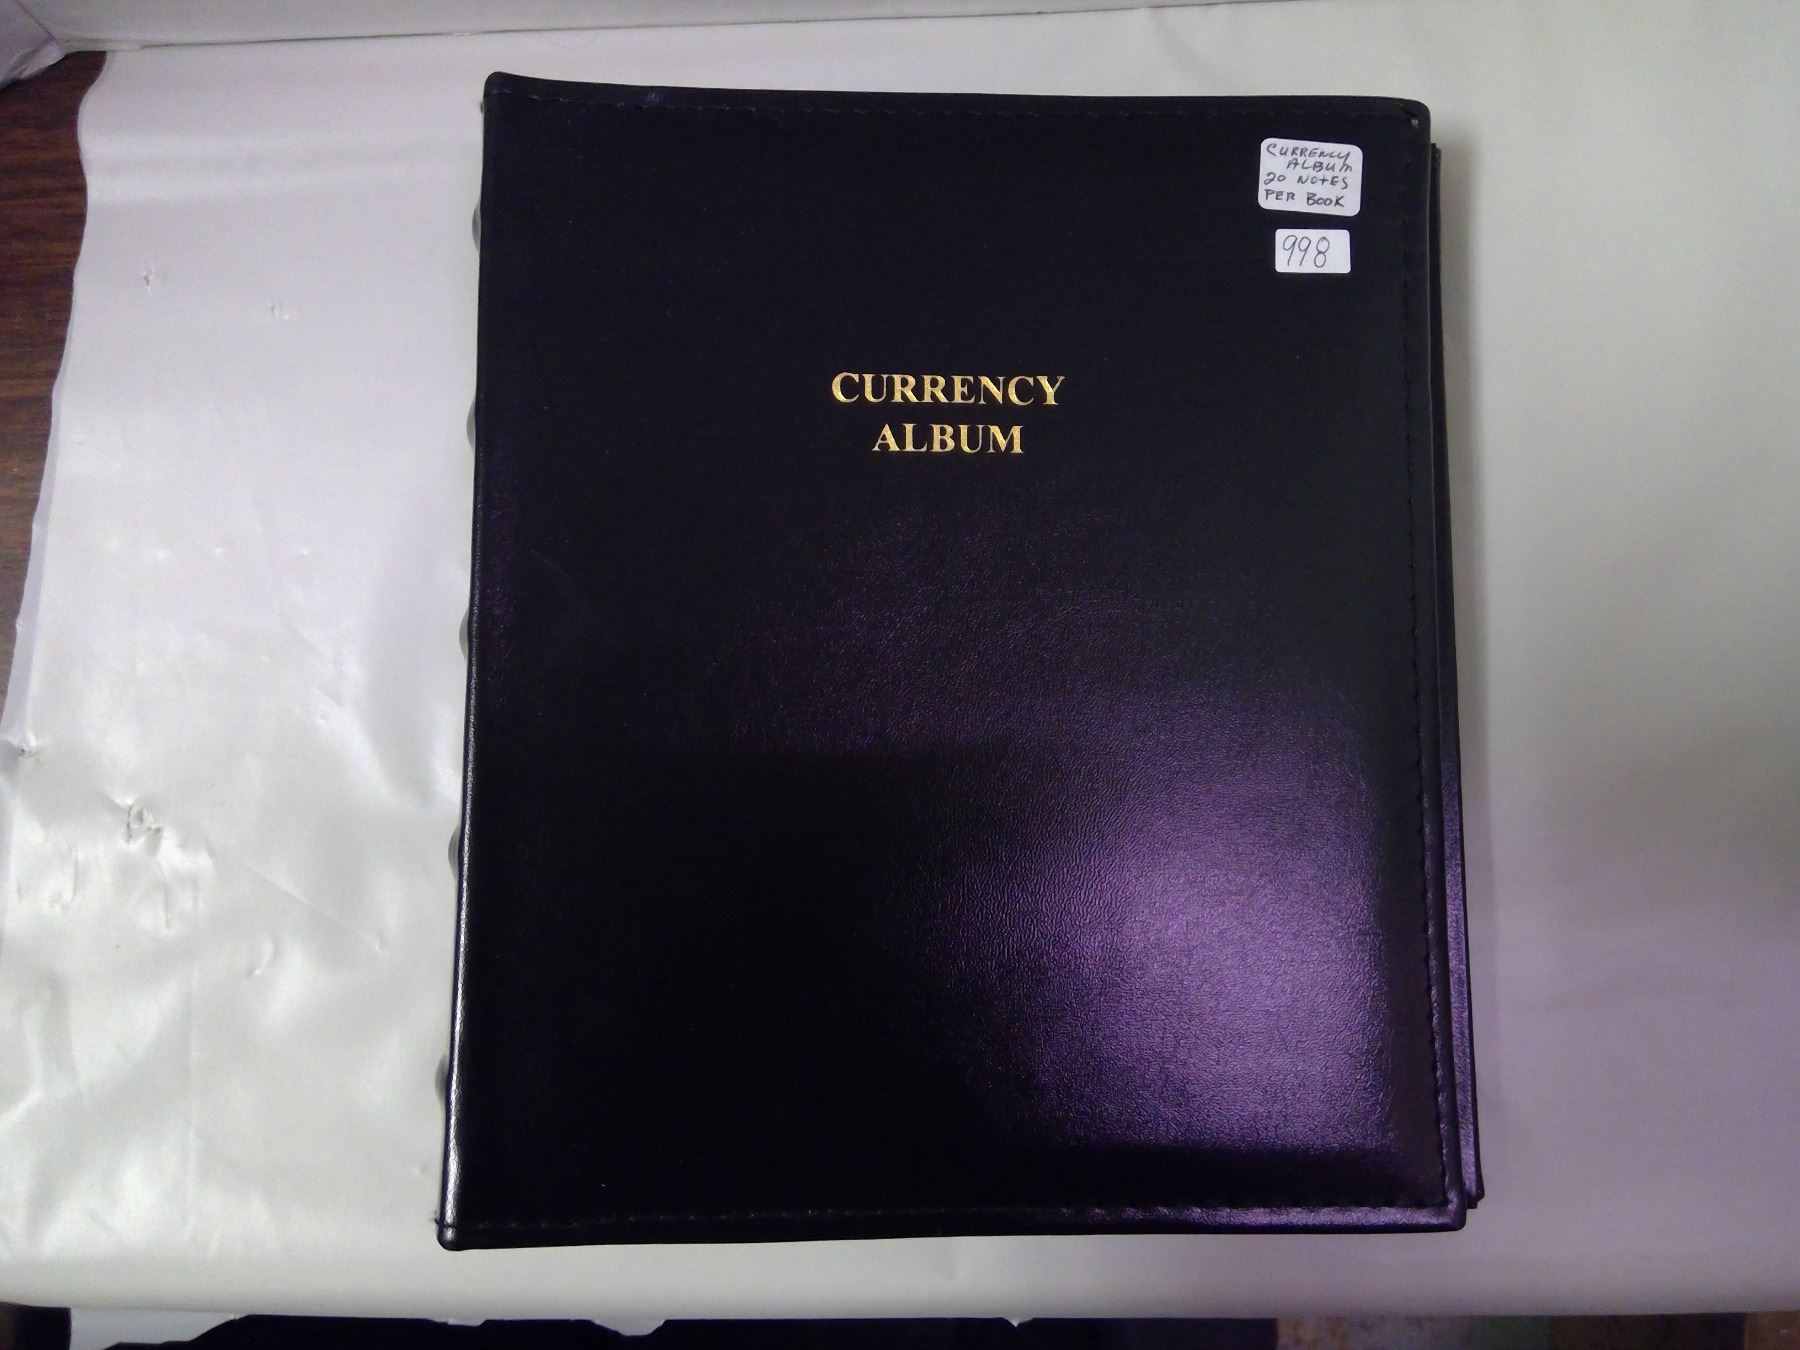 CURRENCY
ALBUM
20 NOTES
PER BOOK
998
CURRENCY
ALBUM